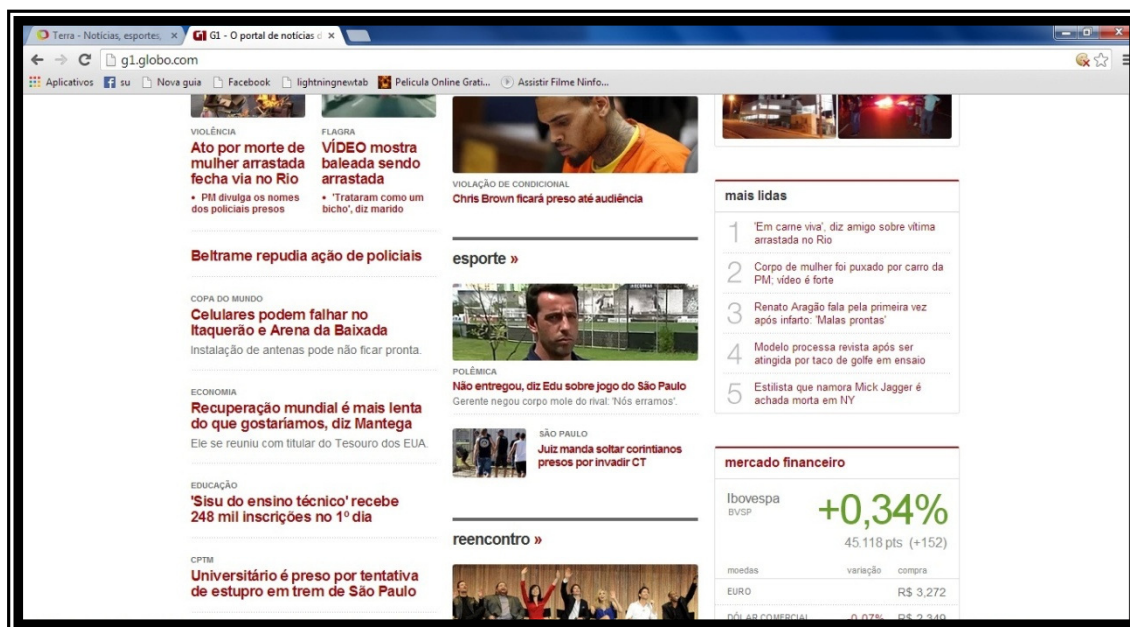 Terra - Notícias, esportes,
G1 G1 - O portal de notícias d
g1.globo.com
Aplicativos su Nova guia Facebook lightningnewtab Pelicula Online Grati... Assistir Filme Ninfo...
VIOLÊNCIA
Ato por morte de
mulher arrastada
fecha via no Rio
• PM divulga os nomes
dos policiais presos
FLAGRA
VÍDEO mostra
baleada sendo
arrastada
• 'Trataram como um
bicho', diz marido
Beltrame repudia ação de policiais
COPA DO MUNDO
Celulares podem falhar no
Itaquerão e Arena da Baixada
Instalação de antenas pode não ficar pronta.
ECONOMIA
Recuperação mundial é mais lenta
do que gostaríamos, diz Mantega
Ele se reuniu com titular do Tesouro dos EUA.
EDUCAÇÃO
'Sisu do ensino técnico' recebe
248 mil inscrições no 1º dia
CPTM
Universitário é preso por tentativa
de estupro em trem de São Paulo
VIOLAÇÃO DE CONDICIONAL
Chris Brown ficará preso até audiência
esporte »
POLÊMICA
Não entregou, diz Edu sobre jogo do São Paulo
Gerente negou corpo mole do rival: 'Nós erramos'.
SÃO PAULO
Juiz manda soltar corintianos
presos por invadir CT
reencontro »
mais lidas
1 'Em carne viva', diz amigo sobre vítima
arrastada no Rio
2 Corpo de mulher foi puxado por carro da
PM; vídeo é forte
3 Renato Aragão fala pela primeira vez
após infarto: 'Malas prontas'
4 Modelo processa revista após ser
atingida por taco de golfe em ensaio
5 Estilista que namora Mick Jagger é
achada morta em NY
mercado financeiro
Ibovespa
BVSP
+0,34%
45.118 pts (+152)
moedas variação compra
EURO R$ 3,272
DÓLAR COMERCIAL -0,07% R$ 2,349